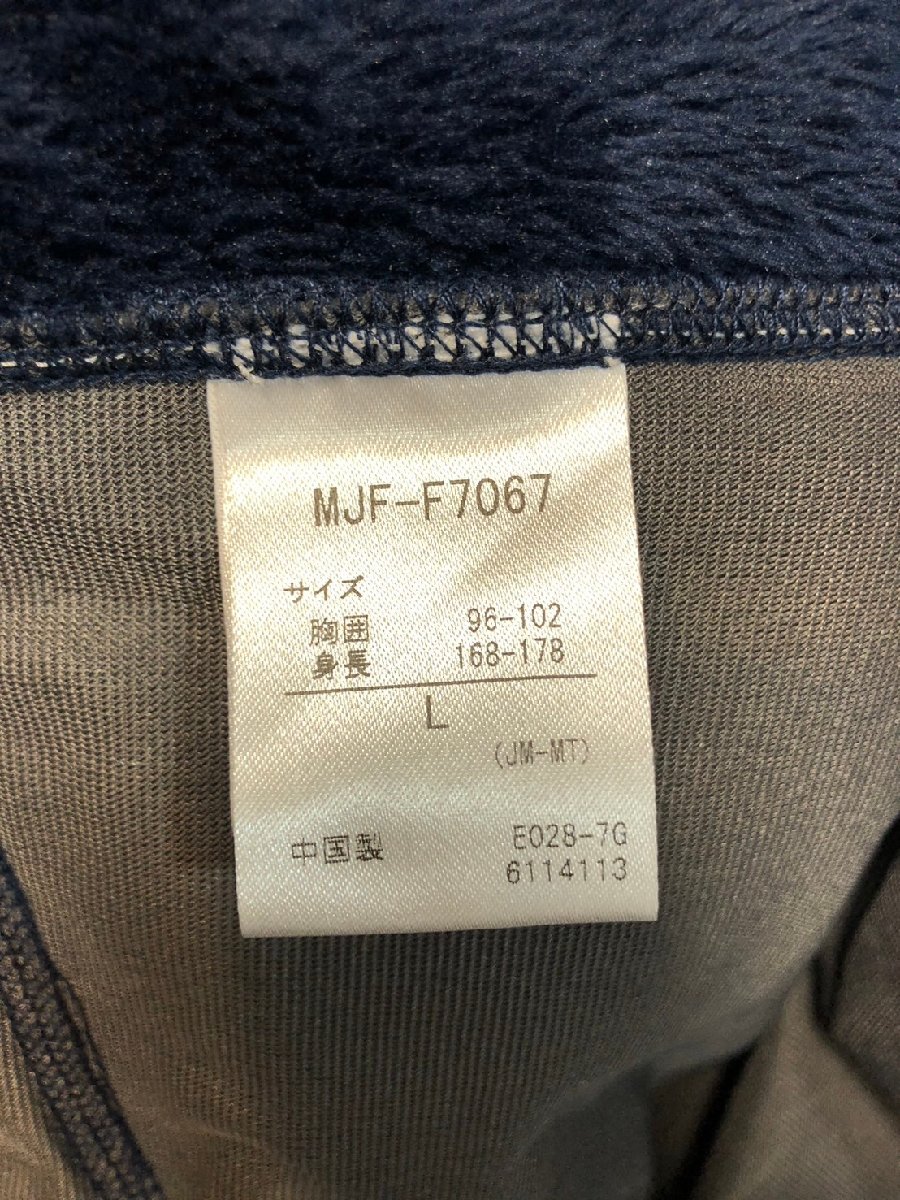 MJF-F7067
サイズ
胸囲 96-102
身長 168-178
L
(JM-MT)
中国製 E028-7G
6114113